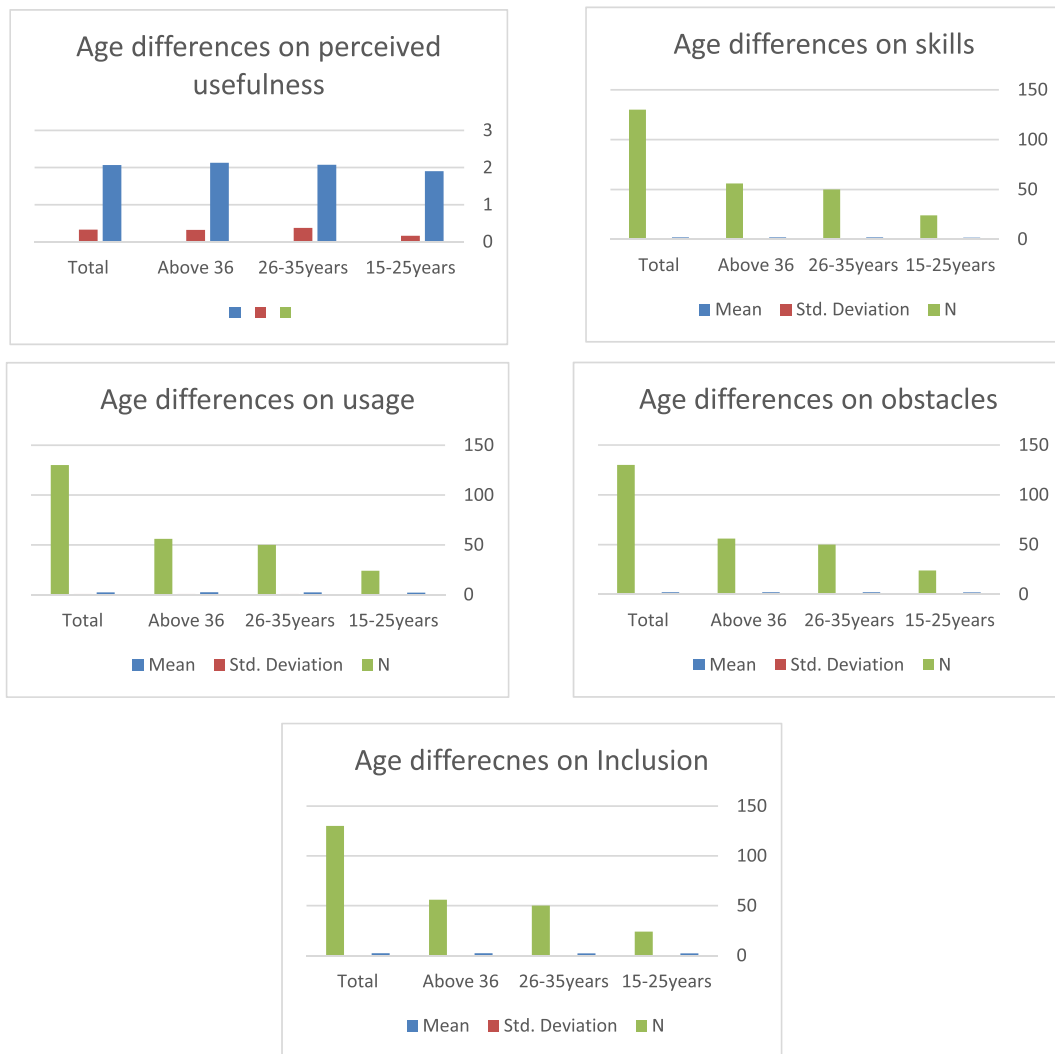 Age differences on perceived
usefulness
3
2
1
0
Total Above 36 26-35years 15-25years
Age differences on skills
150
100
50
0
Total Above 36 26-35years 15-25years
Mean Std. Deviation N
Age differences on usage
150
100
50
0
Total Above 36 26-35years 15-25years
Mean Std. Deviation N
Age differences on obstacles
150
100
50
0
Total Above 36 26-35years 15-25years
Mean Std. Deviation N
Age differecnes on Inclusion
150
100
50
0
Total Above 36 26-35years 15-25years
Mean Std. Deviation N